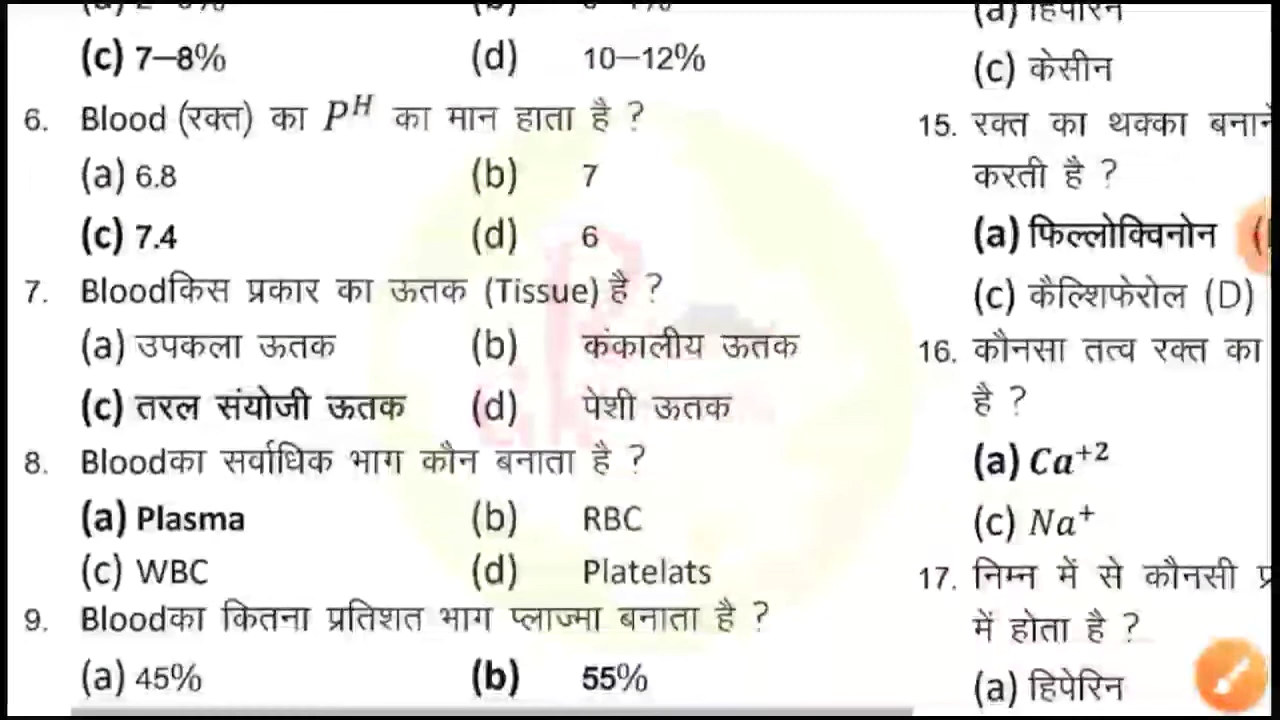 (c) 7–8% (d) 10–12%
6. Blood (रक्त) का P^H का मान हाता है ?
(a) 6.8 (b) 7
(c) 7.4 (d) 6
7. Bloodकिस प्रकार का ऊतक (Tissue) है ?
(a) उपकला ऊतक (b) कंकालीय ऊतक
(c) तरल संयोजी ऊतक (d) पेशी ऊतक
8. Bloodका सर्वाधिक भाग कौन बनाता है ?
(a) Plasma (b) RBC
(c) WBC (d) Platelats
9. Bloodका कितना प्रतिशत भाग प्लाज्मा बनाता है ?
(a) 45% (b) 55%
(a) हिपेरिन
(c) केसीन
15. रक्त का थक्का बनाने
करती है ?
(a) फिल्लोक्विनोन
(c) कैल्शिफेरोल (D)
16. कौनसा तत्व रक्त का
है ?
(a) Ca⁺²
(c) Na⁺
17. निम्न में से कौनसी
में होता है ?
(a) हिपेरिन